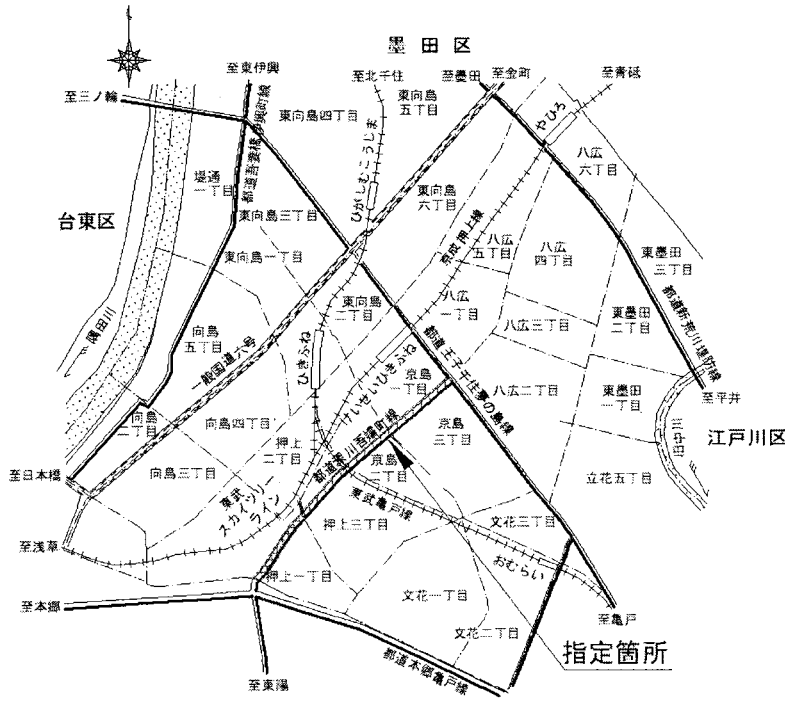 墨田区
至東伊興
至北千住
至墨田
至金町
至青砥
至三ノ輪
東向島四丁目
東向島
五丁目
やひろ
八広
六丁目
堤通
一丁目
ひがしむこうじま
東向島
六丁目
台東区
東向島三丁目
京成押上線
八広
五丁目
八広
四丁目
東向島一丁目
東墨田
三丁目
隅田川
向島
五丁目
東向島
二丁目
八広
一丁目
八広三丁目
東墨田
二丁目
都道新荒川堤防線
一般国道六号
ひきふね
けいせいひきふね
京島
一丁目
都道王子千住夢の島線
八広二丁目
東墨田
一丁目
至平井
向島
二丁目
向島四丁目
押上
二丁目
京島
三丁目
旧中川
江戸川区
至日本橋
向島三丁目
京島
二丁目
立花五丁目
東武
スカイツリー
ライン
東武亀戸線
押上三丁目
文花三丁目
至浅草
おむらい
押上一丁目
文花一丁目
至本郷
至亀戸
文花二丁目
指定箇所
都道本郷亀戸線
至東陽